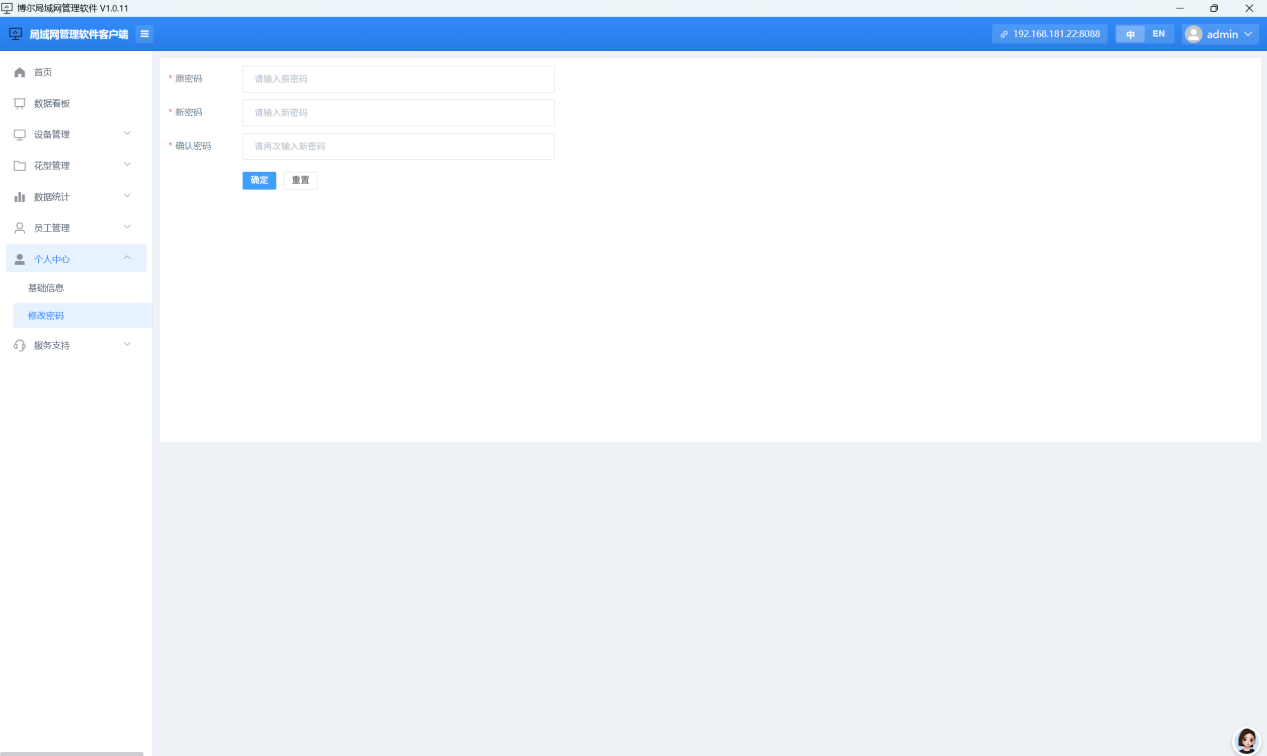 博尔局域网管理软件 V1.0.11
局域网管理软件客户端
192.168.181.22:8088
中
EN
admin
首页
数据看板
设备管理
花型管理
数据统计
员工管理
个人中心
基础信息
修改密码
服务支持
* 原密码
请输入原密码
* 新密码
请输入新密码
* 确认密码
请再次输入新密码
确定
重置